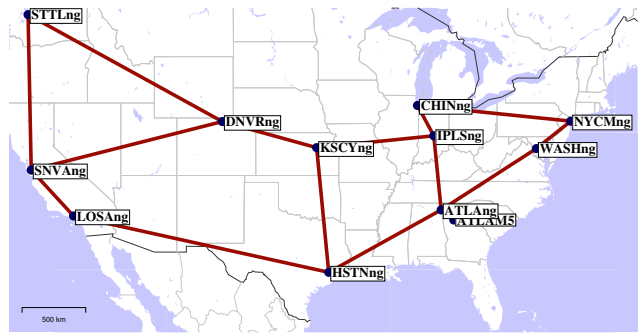 STTLng
CHINng
DNVRng
NYCMng
IPLSng
KSCYng
WASHng
SNVAng
ATLAng
LOSAng
ATLAM5
HSTNng
500 km